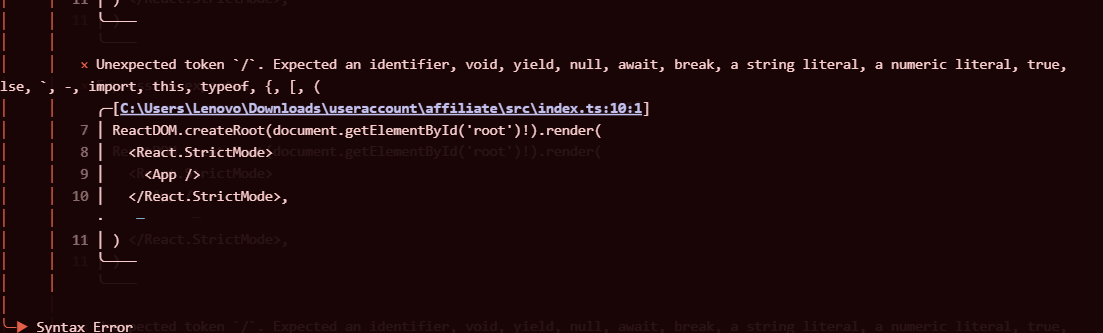 11 | )
× Unexpected token `/`. Expected an identifier, void, yield, null, await, break, a string literal, a numeric literal, true,
lse, `, -, import, this, typeof, {, [, (
[C:\Users\Lenovo\Downloads\useraccount\affiliate\src\index.ts:10:1]
7 | ReactDOM.createRoot(document.getElementById('root')!).render(
8 | <React.StrictMode>
9 | <App />
10 | </React.StrictMode>,
11 | )
Syntax Error